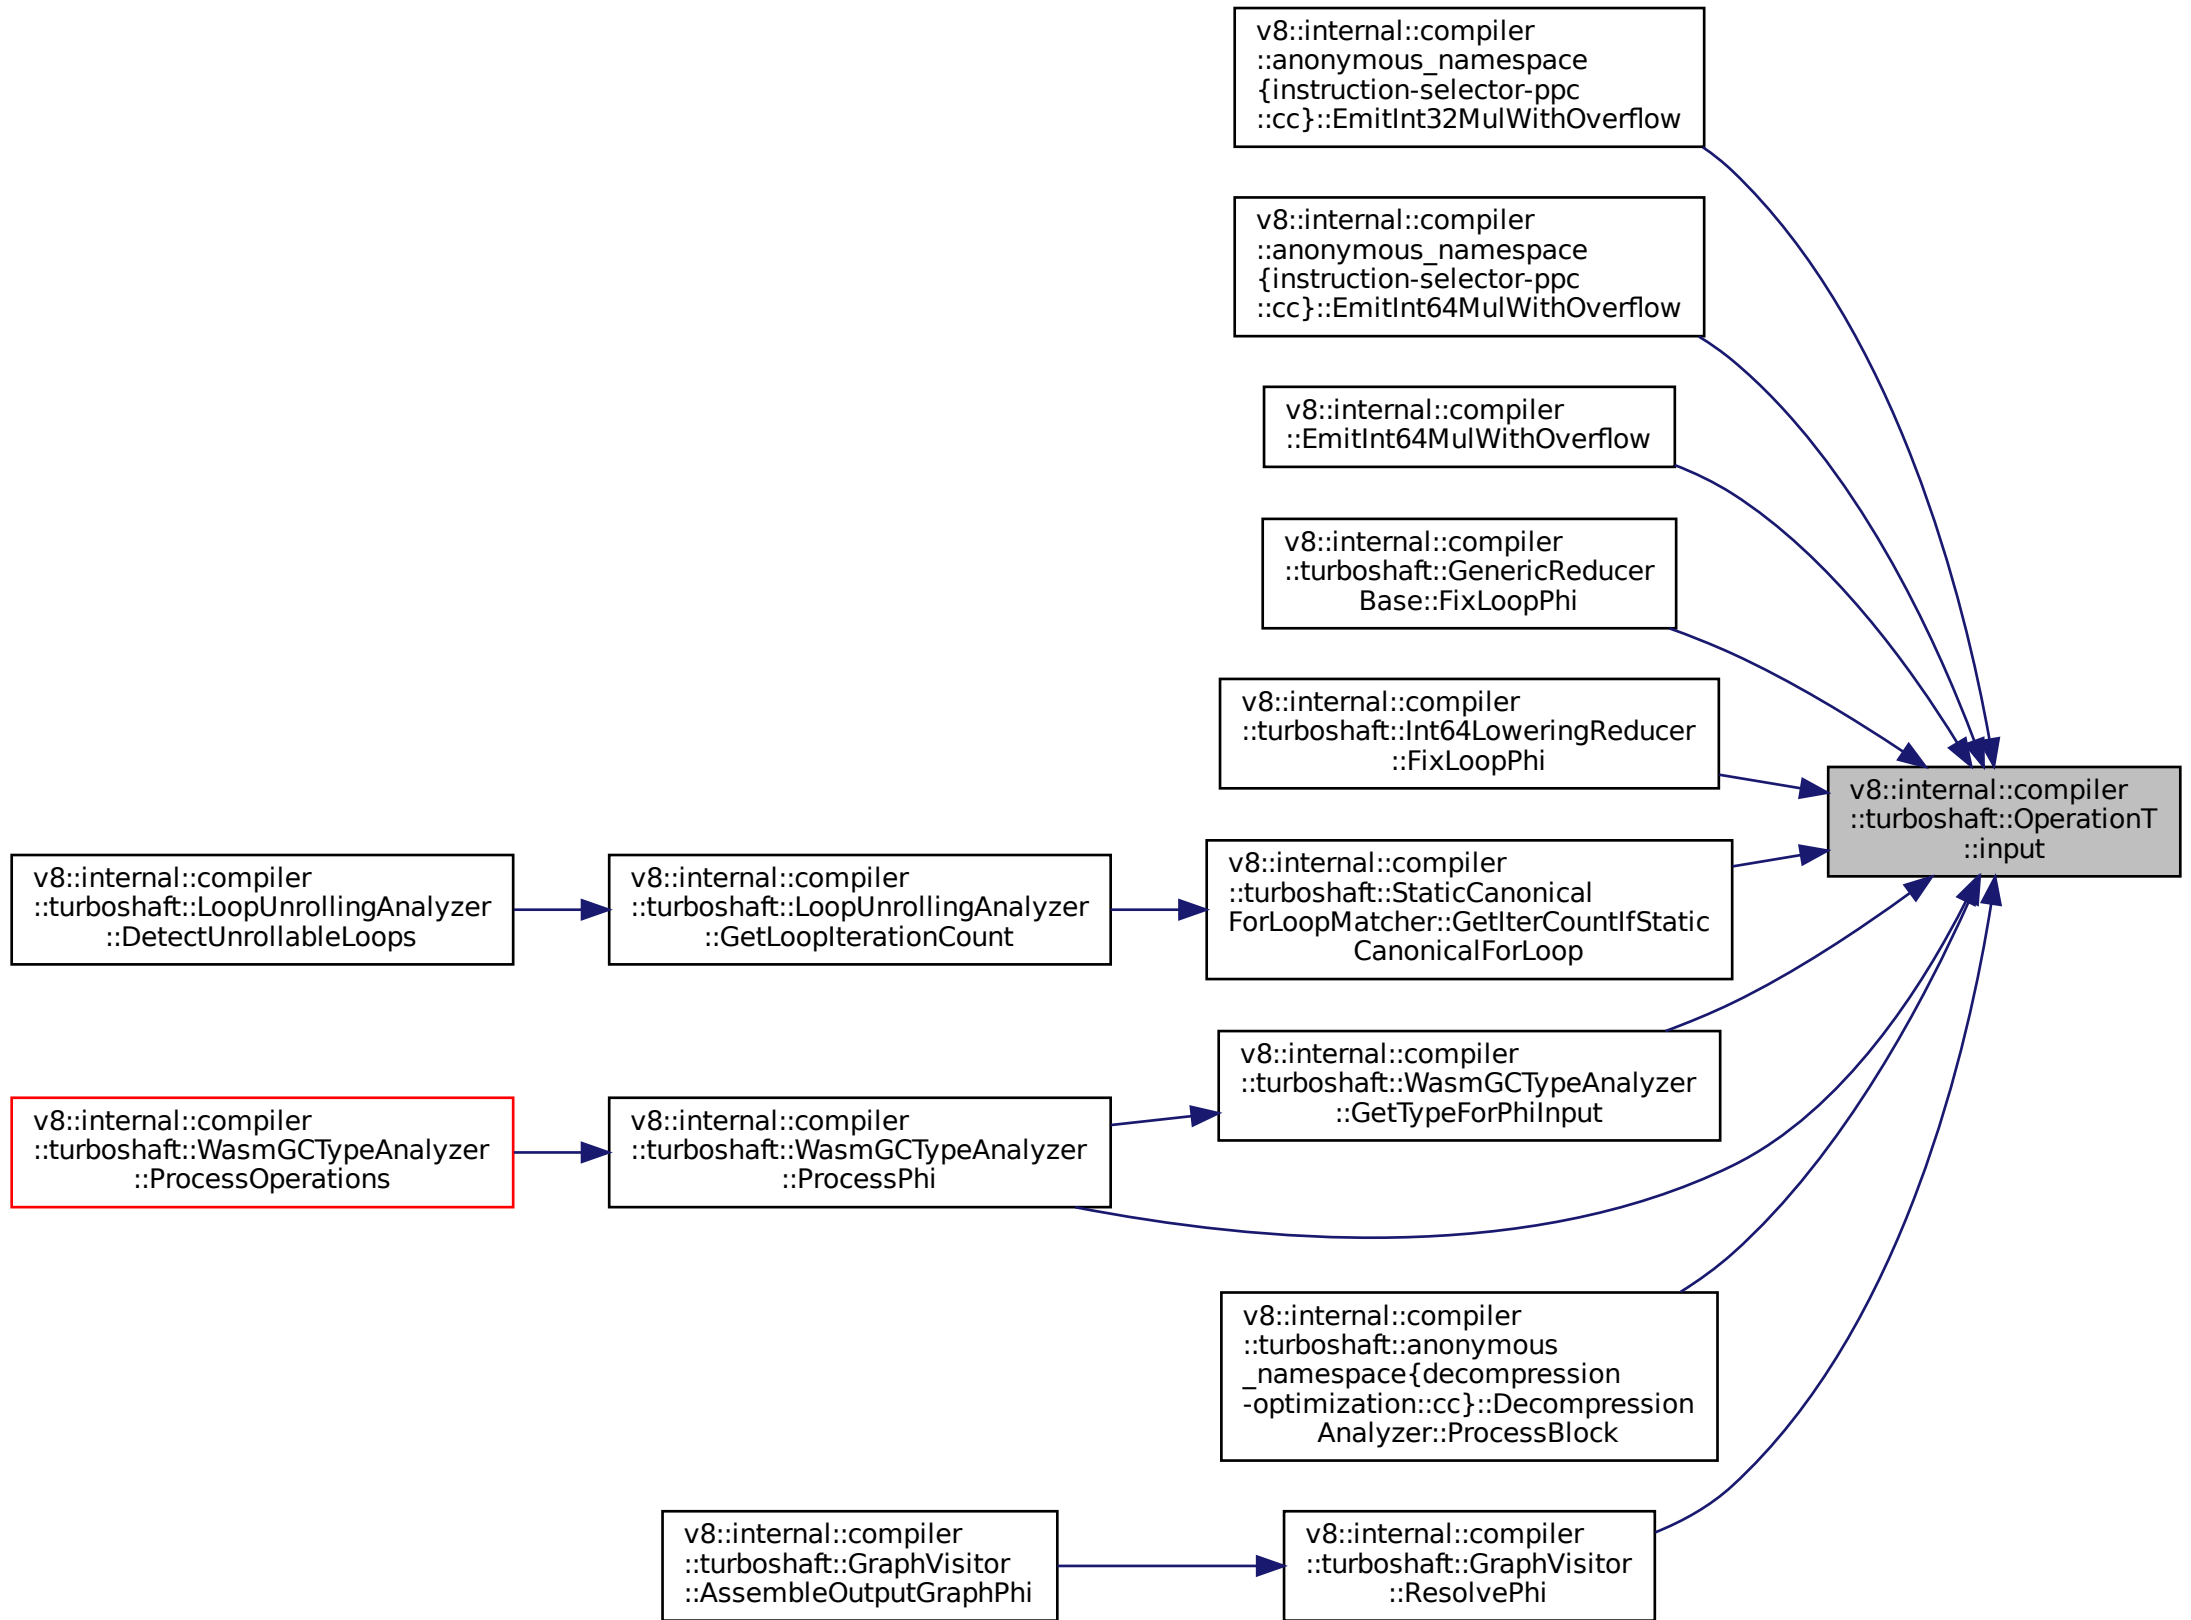 v8::internal::compiler
::anonymous_namespace
{instruction-selector-ppc
::cc}::EmitInt32MulWithOverflow
v8::internal::compiler
::anonymous_namespace
{instruction-selector-ppc
::cc}::EmitInt64MulWithOverflow
v8::internal::compiler
::EmitInt64MulWithOverflow
v8::internal::compiler
::turboshaft::GenericReducer
Base::FixLoopPhi
v8::internal::compiler
::turboshaft::Int64LoweringReducer
::FixLoopPhi
v8::internal::compiler
::turboshaft::OperationT
::input
v8::internal::compiler
::turboshaft::LoopUnrollingAnalyzer
::DetectUnrollableLoops
v8::internal::compiler
::turboshaft::LoopUnrollingAnalyzer
::GetLoopIterationCount
v8::internal::compiler
::turboshaft::StaticCanonical
ForLoopMatcher::GetIterCountIfStatic
CanonicalForLoop
v8::internal::compiler
::turboshaft::WasmGCTypeAnalyzer
::GetTypeForPhiInput
v8::internal::compiler
::turboshaft::WasmGCTypeAnalyzer
::ProcessOperations
v8::internal::compiler
::turboshaft::WasmGCTypeAnalyzer
::ProcessPhi
v8::internal::compiler
::turboshaft::anonymous
_namespace{decompression
-optimization::cc}::Decompression
Analyzer::ProcessBlock
v8::internal::compiler
::turboshaft::GraphVisitor
::AssembleOutputGraphPhi
v8::internal::compiler
::turboshaft::GraphVisitor
::ResolvePhi